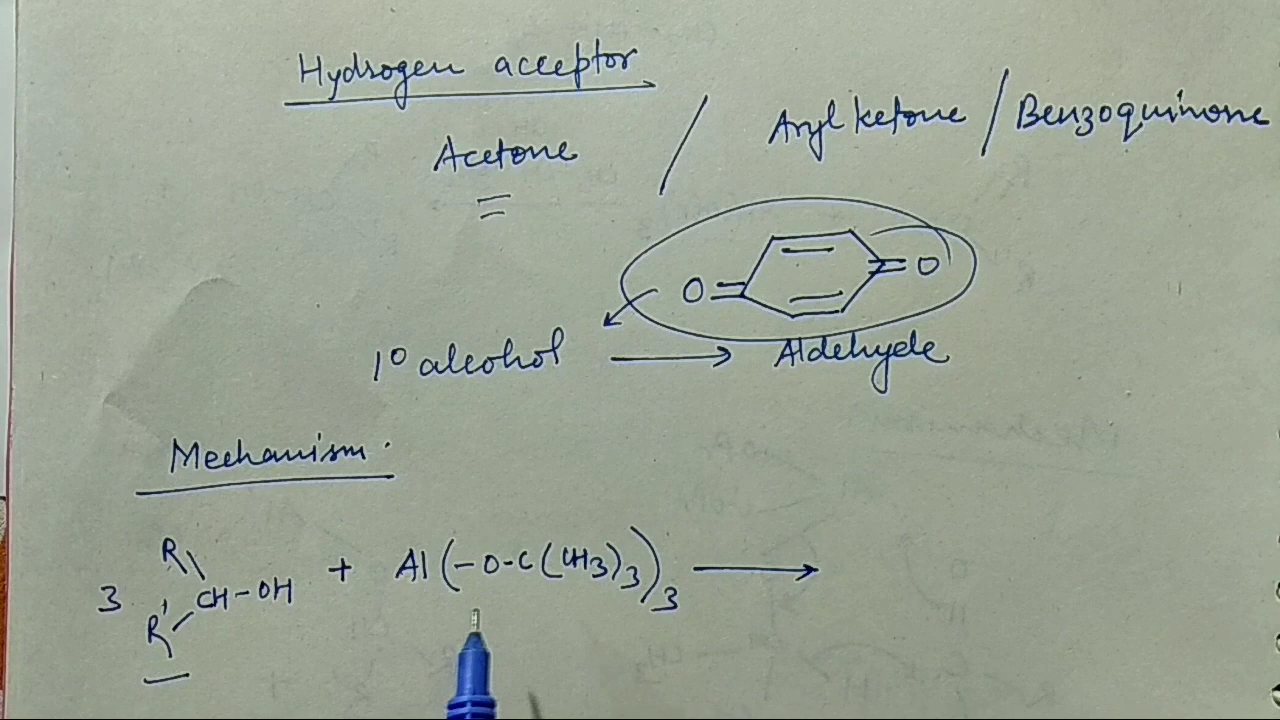 Hydrogen acceptor
Acetone / Aryl ketone / Benzoquinone
O= =O
1° alcohol ⟶ Aldehyde
Mechanism.
3 R R' CH-OH + Al(-O-C(CH3)3)3 ⟶